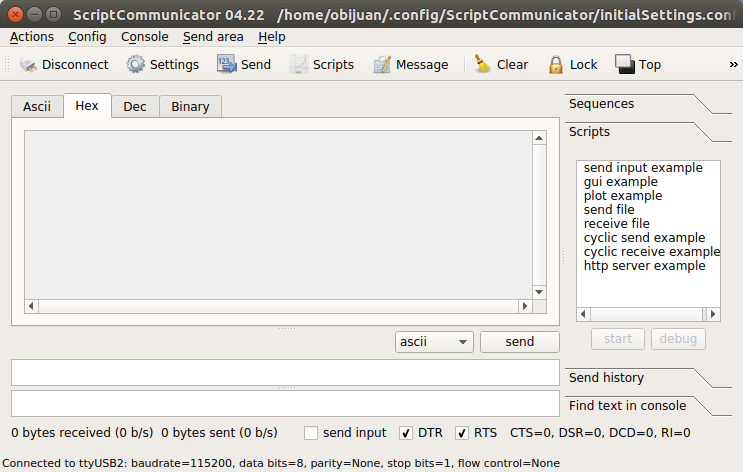 ScriptCommunicator 04.22 /home/obijuan/.config/ScriptCommunicator/initialSettings.conf
Actions Config Console Send area Help
Disconnect Settings Send Scripts Message Clear Lock Top »
Ascii Hex Dec Binary
Sequences
Scripts
send input example
gui example
plot example
send file
receive file
cyclic send example
cyclic receive example
http server example
start debug
ascii send
Send history
Find text in console
0 bytes received (0 b/s) 0 bytes sent (0 b/s) send input DTR RTS CTS=0, DSR=0, DCD=0, RI=0
Connected to ttyUSB2: baudrate=115200, data bits=8, parity=None, stop bits=1, flow control=None